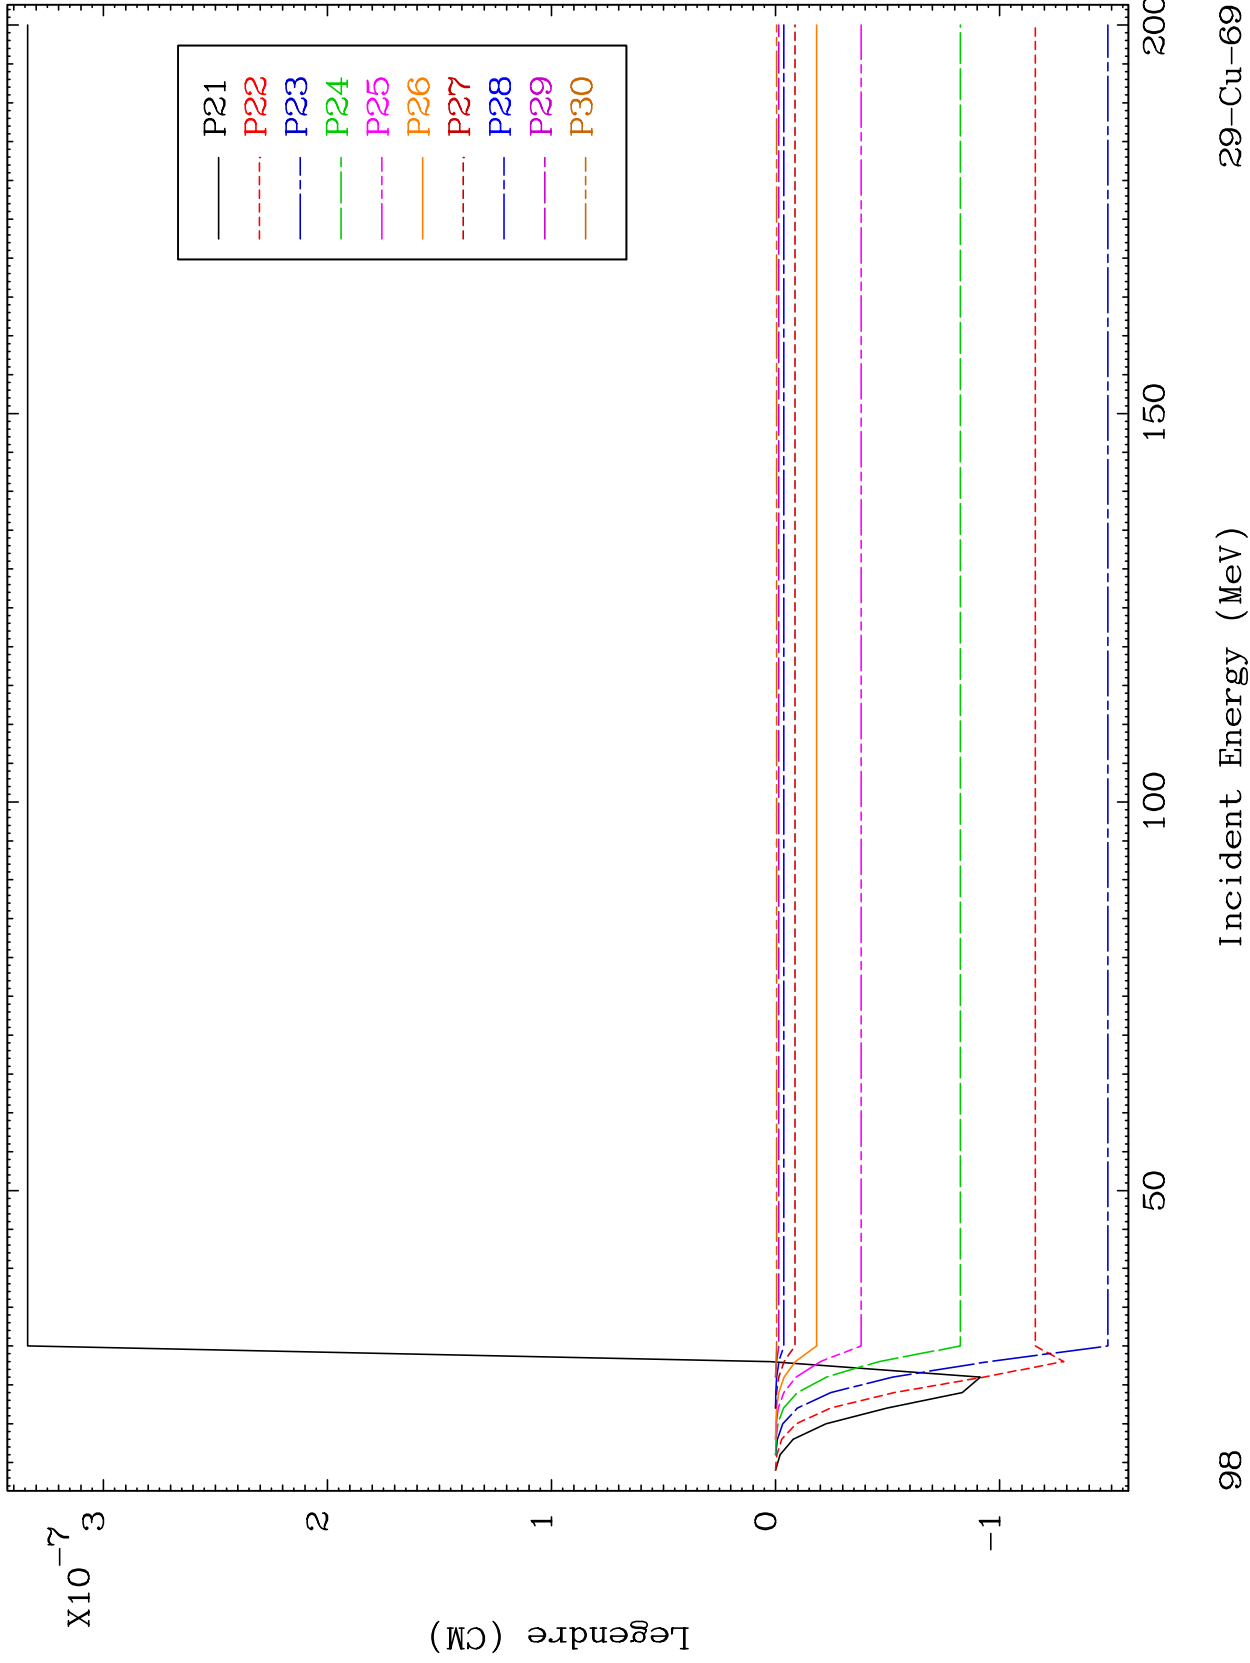 X10-7
3
2
1
0
-1
Legendre (CM)
P21
P22
P23
P24
P25
P26
P27
P28
P29
P30
50
100
150
200
Incident Energy (MeV)
98
29-Cu-69